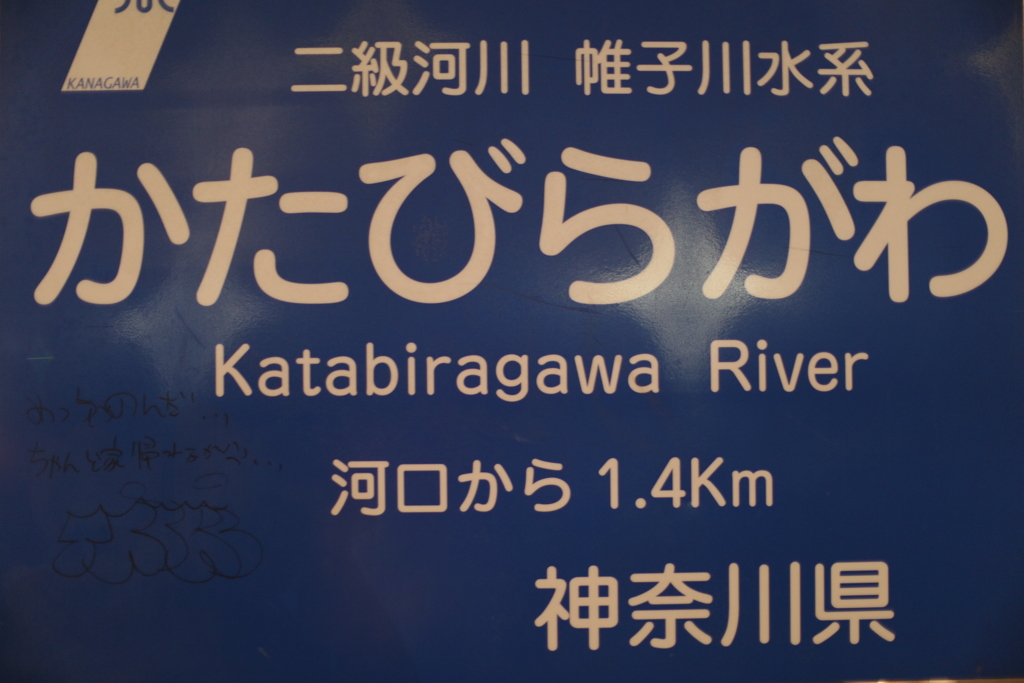 KANAGAWA
二級河川 帷子川水系
かたびらがわ
Katabiragawa River
河口から 1.4Km
神奈川県